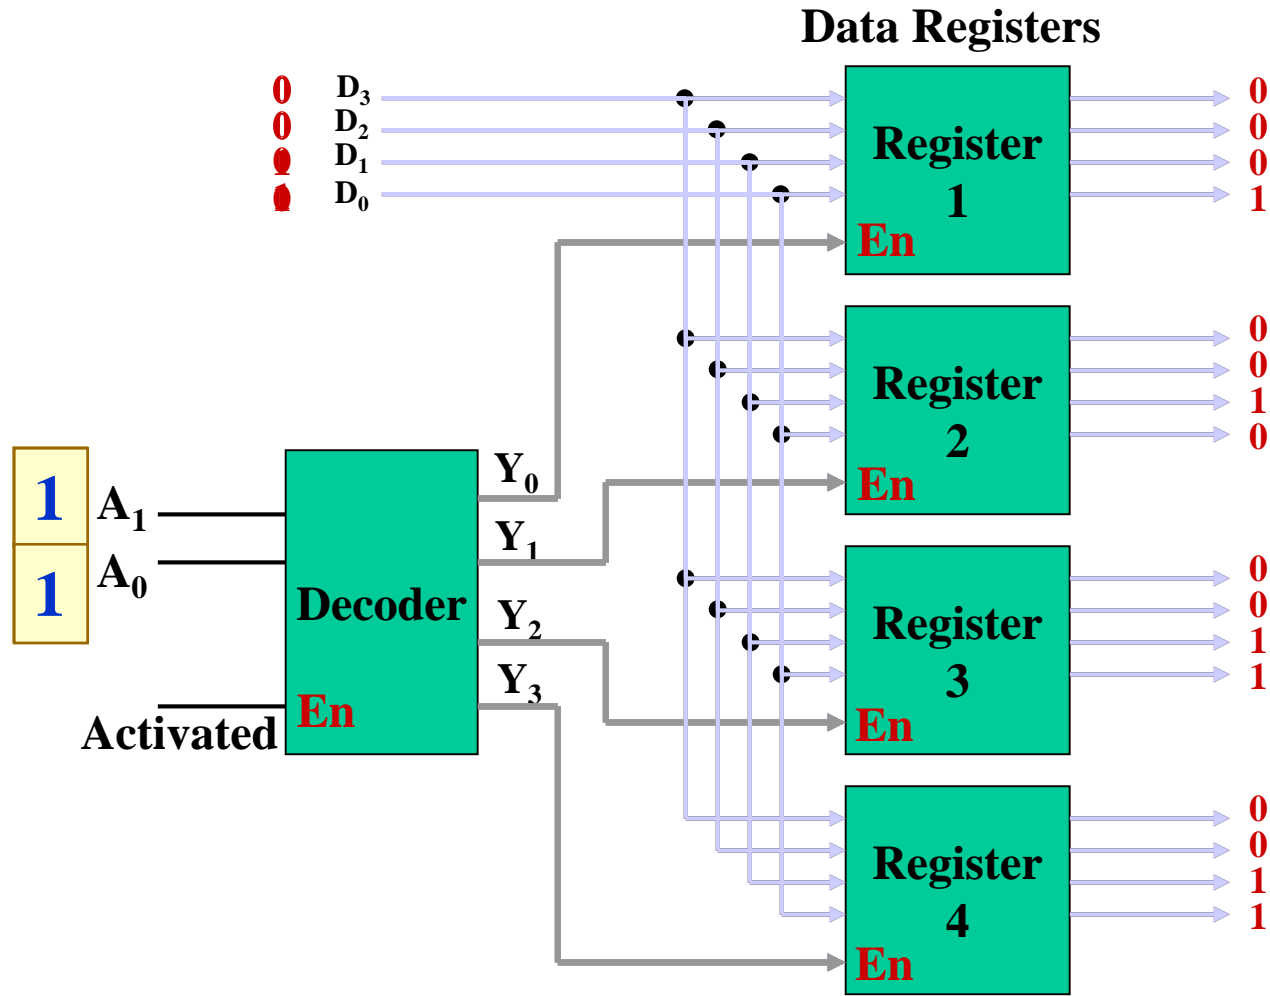 Data Registers
0 D3
0 D2
D1
D0
Register
1
En
0
0
0
1
Register
2
En
0
0
1
0
1 A1
1 A0
Activated
Decoder
En
Y0
Y1
Y2
Y3
Register
3
En
0
0
1
1
Register
4
En
0
0
1
1